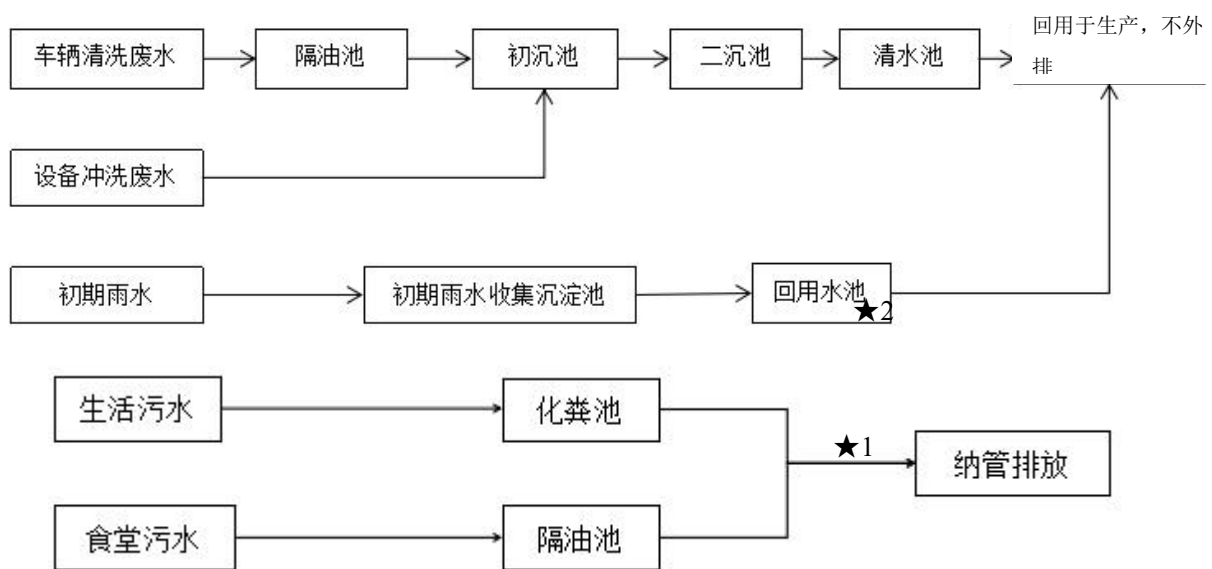 车辆清洗废水
隔油池
初沉池
二沉池
清水池
回用于生产，不外
排
设备冲洗废水
初期雨水
初期雨水收集沉淀池
回用水池
★2
生活污水
化粪池
★1
纳管排放
食堂污水
隔油池